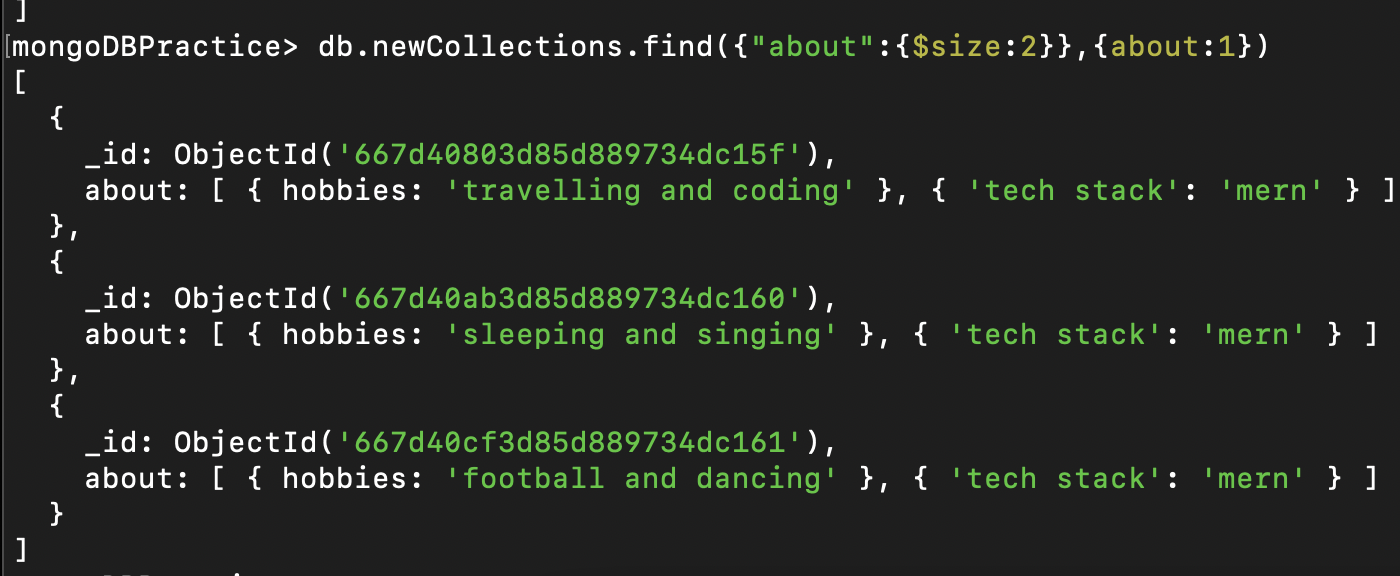 ]
[mongoDBPractice> db.newCollections.find({"about":{$size:2}},{about:1})
[
  {
    _id: ObjectId('667d40803d85d889734dc15f'),
    about: [ { hobbies: 'travelling and coding' }, { 'tech stack': 'mern' } ]
  },
  {
    _id: ObjectId('667d40ab3d85d889734dc160'),
    about: [ { hobbies: 'sleeping and singing' }, { 'tech stack': 'mern' } ]
  },
  {
    _id: ObjectId('667d40cf3d85d889734dc161'),
    about: [ { hobbies: 'football and dancing' }, { 'tech stack': 'mern' } ]
  }
]